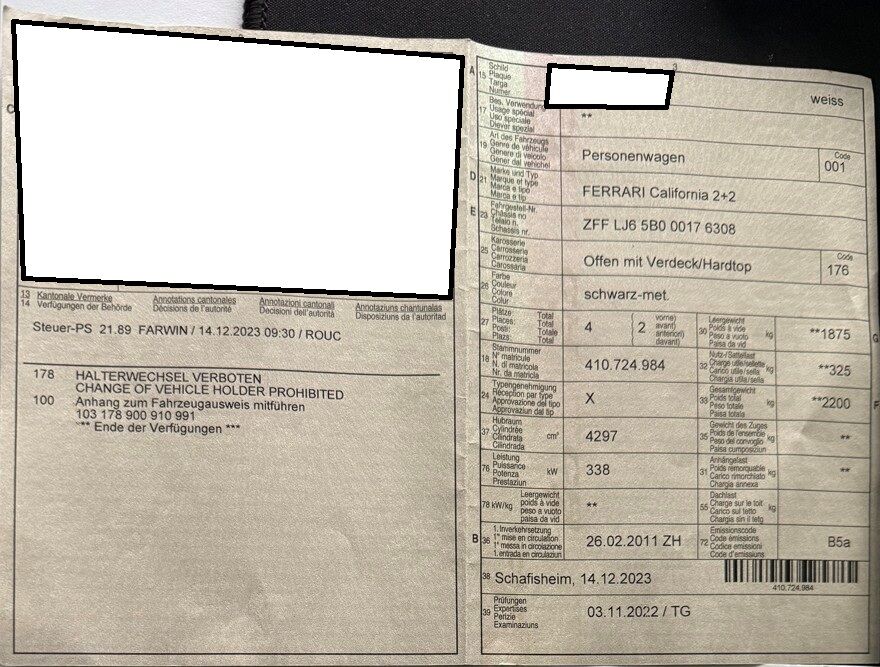 C
13 Kantonale Vermerke Annotations cantonales Annotazioni cantonali Annotaziuns chantunalas
14 Verfügungen der Behörde Décisions de l'autorité Decisioni dell'autorità Disposiziuns da l'autoritad
Steuer-PS 21.89 FARWIN / 14.12.2023 09:30 / ROUC
178 HALTERWECHSEL VERBOTEN
CHANGE OF VEHICLE HOLDER PROHIBITED
100 Anhang zum Fahrzeugausweis mitführen
103 178 900 910 991
*** Ende der Verfügungen ***
A 15 Schild
Plaque
Targa
Numer
3
weiss
17 Bes. Verwendung
Usage spécial
Uso speciale
Diever spezial
**
19 Art des Fahrzeugs
Genre de véhicule
Genere di veicolo
Gener dal vehichel
Personenwagen
Code
001
D 21 Marke und Typ
Marque et type
Marca e tipo
Marca e tip
FERRARI California 2+2
E 23 Fahrgestell-Nr.
Châssis no
Telaio n.
Schassis nr.
ZFF LJ6 5B0 0017 6308
25 Karosserie
Carrosserie
Carrozzeria
Carossaria
Offen mit Verdeck/Hardtop
Code
176
26 Farbe
Couleur
Colore
Colur
schwarz-met.
27 Plätze Total
Places: Total
Posti: Totale
Plazs: Total
4
2
vorne)
avant)
anteriori)
davant)
30 Leergewicht
Poids à vide
Peso a vuoto
Paisa da vid
kg
**1875
G
18 Stammnummer
N° matricule
N. di matricola
Nr. da matricla
410.724.984
32 Nutz-/Sattellast
Charge utile/sellette
Carico utile/sella
Chargia utila/sella
kg
**325
24 Typengenehmigung
Réception par type
Approvazione del tipo
Approvaziun dal tip
X
33 Gesamtgewicht
Poids total
Peso totale
Paisa totala
kg
**2200
F
37 Hubraum
Cylindrée
Cilindrata
Cilindrada
cm³
4297
35 Gewicht des Zuges
Poids de l'ensemble
Peso del convoglio
Paisa cumposiziun
kg
**
76 Leistung
Puissance
Potenza
Prestaziun
kW
338
31 Anhängelast
Poids remorquable
Carico rimorchiato
Chargia annexa
kg
**
78 kW/kg
Leergewicht
poids à vide
peso a vuoto
paisa da vid
**
55 Dachlast
Charge sur le toit
Carico sul tetto
Chargia sin il tetg
kg
B 36 1. Inverkehrsetzung
1re mise en circulation
1a messa in circolazione
1. entrada en circulaziun
26.02.2011 ZH
72 Emissionscode
Code émissions
Codice emissioni
Code d'emissiuns
B5a
38 Schafisheim, 14.12.2023
410.724.984
39 Prüfungen
Expertises
Perizie
Examinaziuns
03.11.2022 / TG